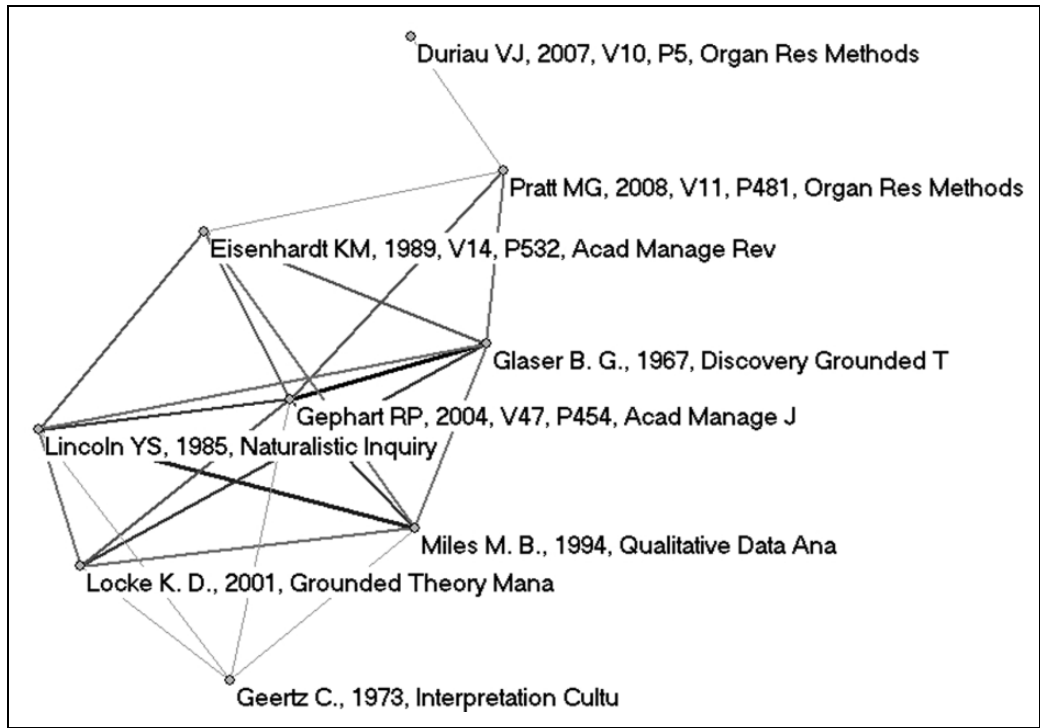 Duriau VJ, 2007, V10, P5, Organ Res Methods
Pratt MG, 2008, V11, P481, Organ Res Methods
Eisenhardt KM, 1989, V14, P532, Acad Manage Rev
Glaser B. G., 1967, Discovery Grounded T
Gephart RP, 2004, V47, P454, Acad Manage J
Lincoln YS, 1985, Naturalistic Inquiry
Miles M. B., 1994, Qualitative Data Ana
Locke K. D., 2001, Grounded Theory Mana
Geertz C., 1973, Interpretation Cultu